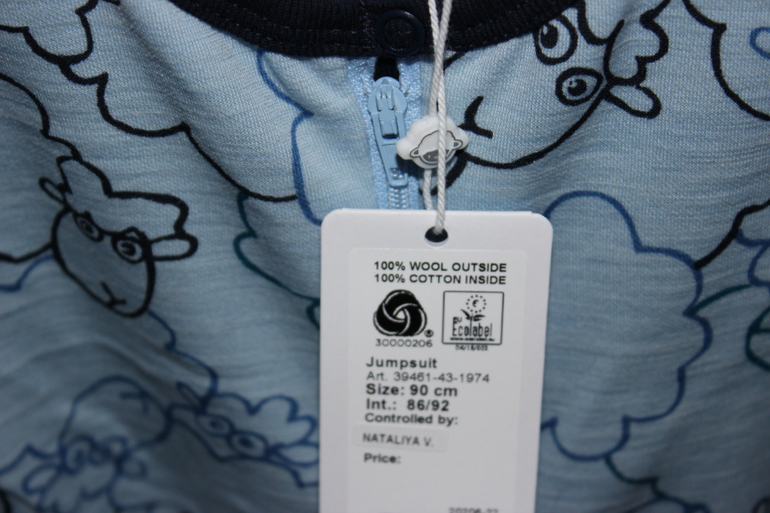 100% WOOL OUTSIDE
100% COTTON INSIDE
30000206
®
EU
Ecolabel
Jumpsuit
Art. 39461-43-1974
Size: 90 cm
Int.: 86/92
Controlled by:
NATALIYA V.
Price: